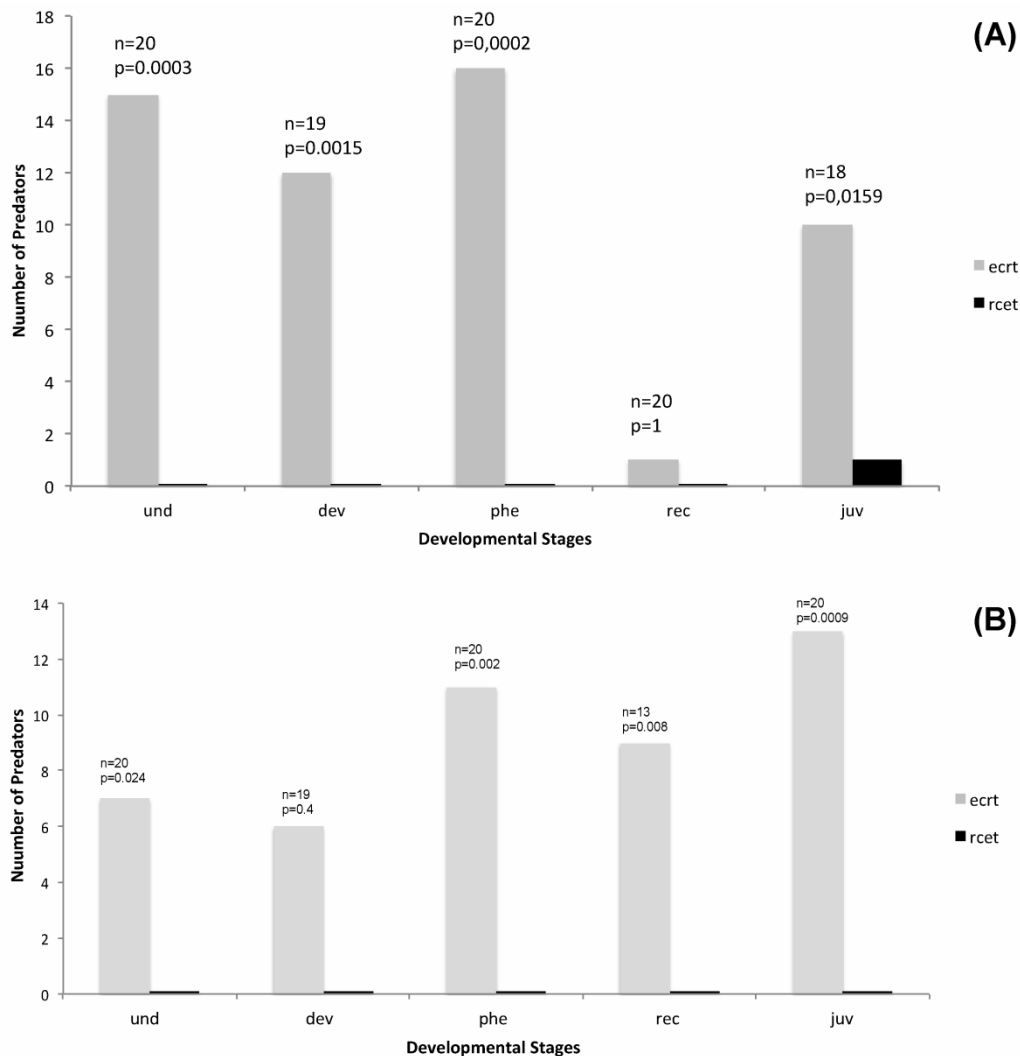 (A)
18
16
14
12
10
8
6
4
2
0
Nuumber of Predators
n=20
p=0.0003
n=19
p=0.0015
n=20
p=0,0002
n=20
p=1
n=18
p=0,0159
ecrt
rcet
und dev phe rec juv
Developmental Stages
(B)
14
12
10
8
6
4
2
0
Nuumber of Predators
n=20
p=0.024
n=19
p=0.4
n=20
p=0.002
n=13
p=0.008
n=20
p=0.0009
ecrt
rcet
und dev phe rec juv
Developmental Stages